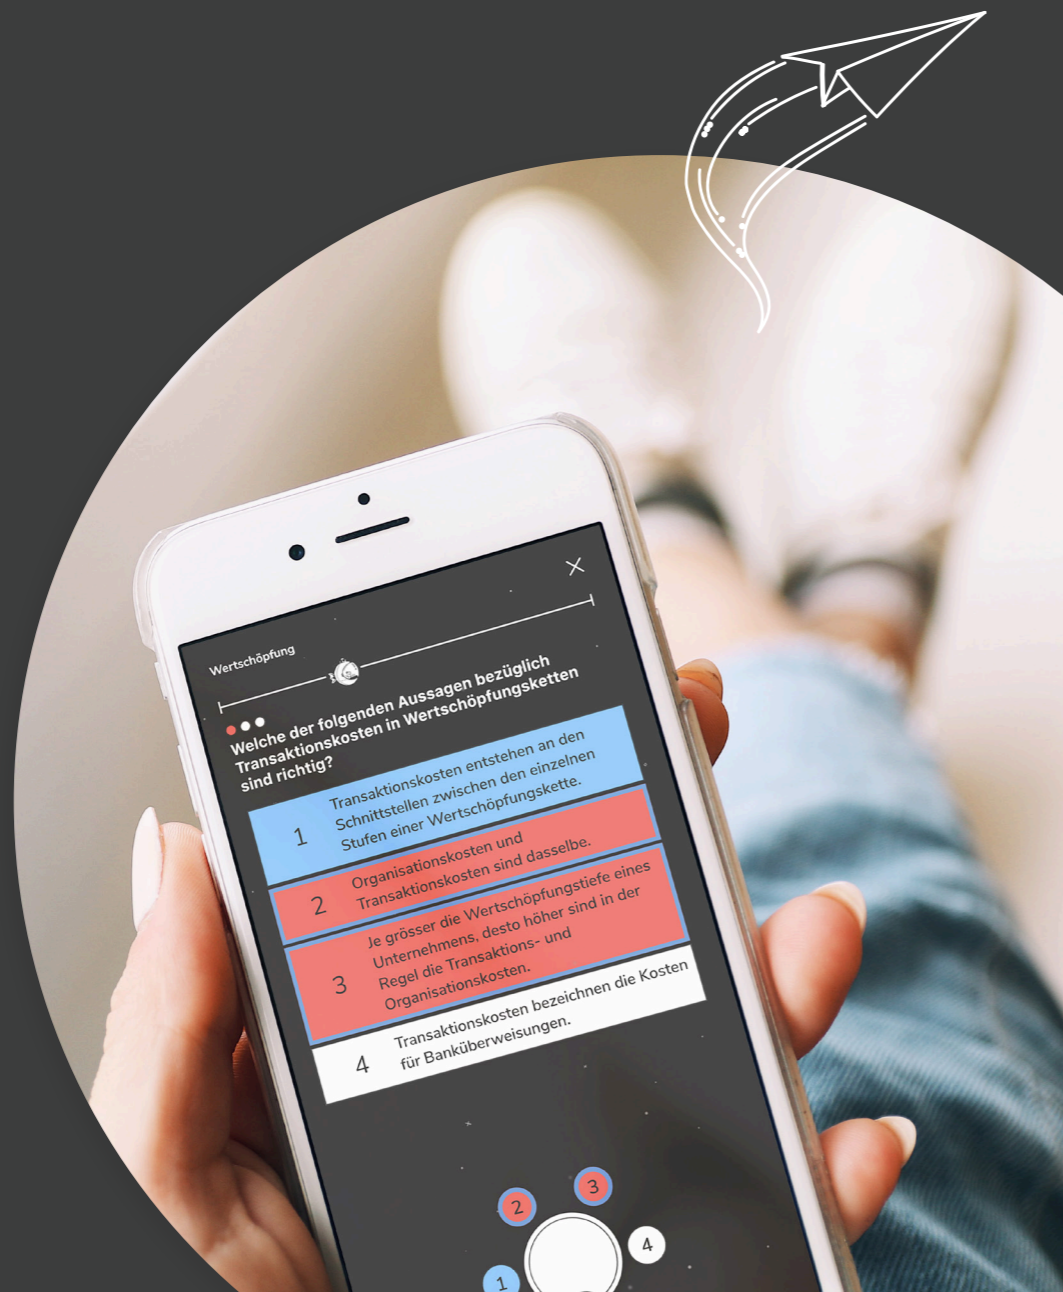 Wertschöpfung
Welche der folgenden Aussagen bezüglich
Transaktionskosten in Wertschöpfungsketten
sind richtig?
1
Transaktionskosten entstehen an den
Schnittstellen zwischen den einzelnen
Stufen einer Wertschöpfungskette.
2
Organisationskosten und
Transaktionskosten sind dasselbe.
3
Je grösser die Wertschöpfungstiefe eines
Unternehmens, desto höher sind in der
Regel die Transaktions- und
Organisationskosten.
4
Transaktionskosten bezeichnen die Kosten
für Banküberweisungen.
2
3
4
1